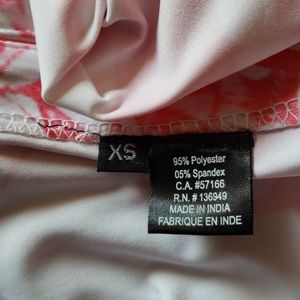 XS
95% Polyester
05% Spandex
C.A. #57166
R.N. # 136949
MADE IN INDIA
FABRIQUE EN INDE